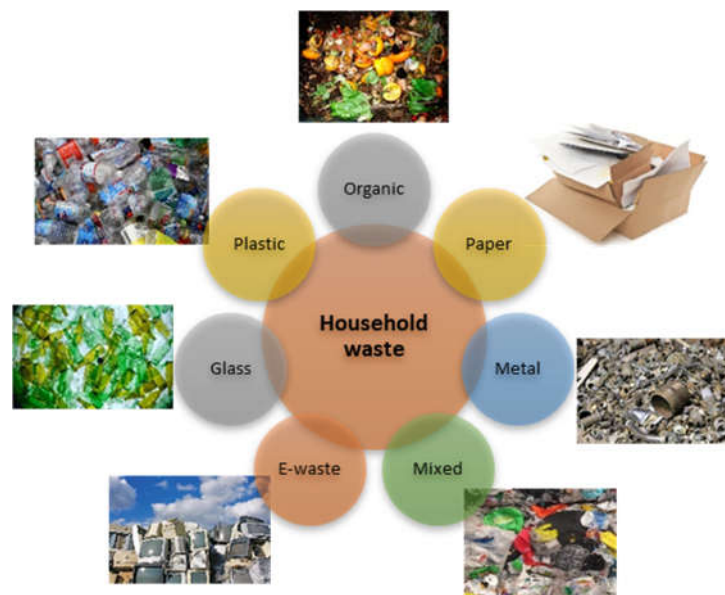 Organic
Plastic
Paper
Household
waste
Glass
Metal
E-waste
Mixed